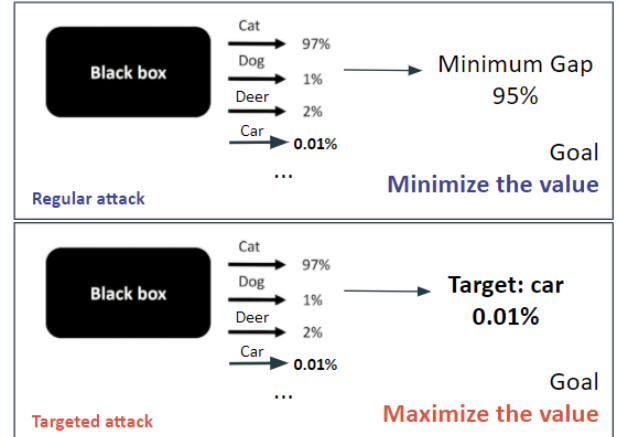 Cat
97%
Black box
Dog
1%
Minimum Gap
95%
Deer
2%
Car
0.01%
...
Goal
Minimize the value
Regular attack
Cat
97%
Black box
Dog
1%
Target: car
0.01%
Deer
2%
Car
0.01%
...
Goal
Maximize the value
Targeted attack